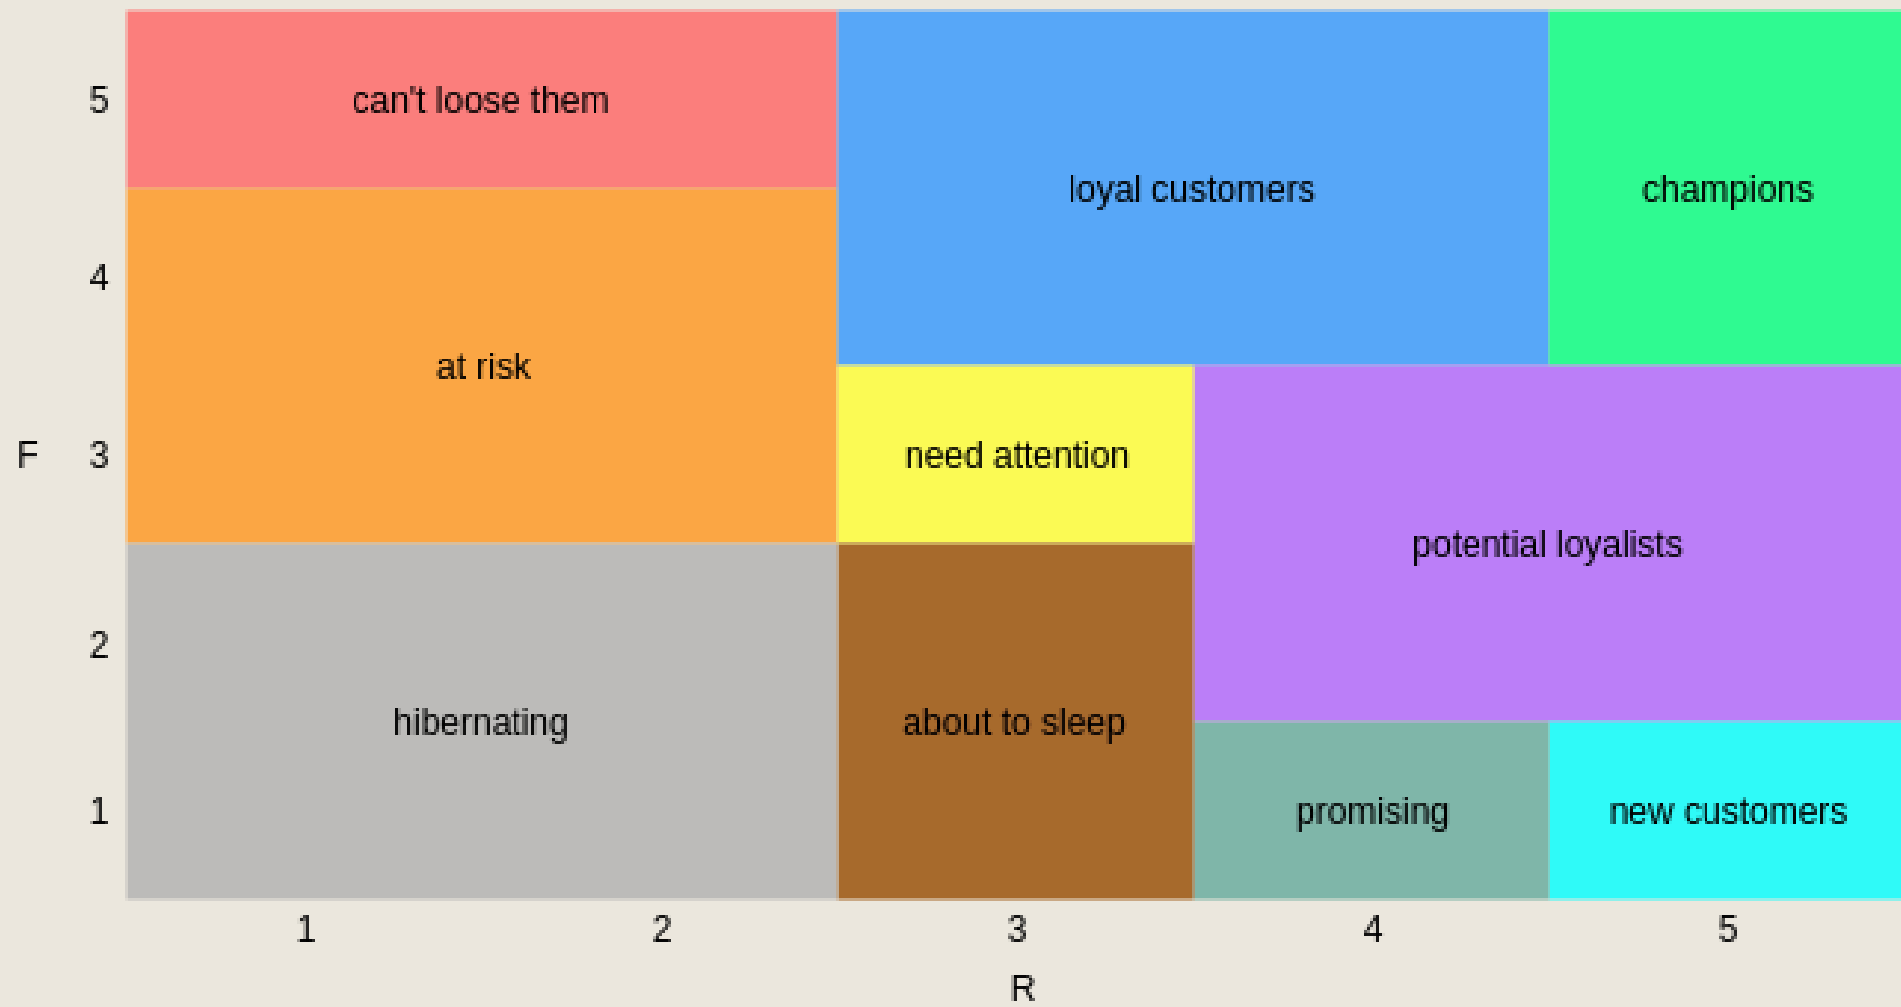 5
can't loose them
loyal customers
champions
4
at risk
F
3
need attention
potential loyalists
2
hibernating
about to sleep
1
promising
new customers
1
2
3
4
5
R